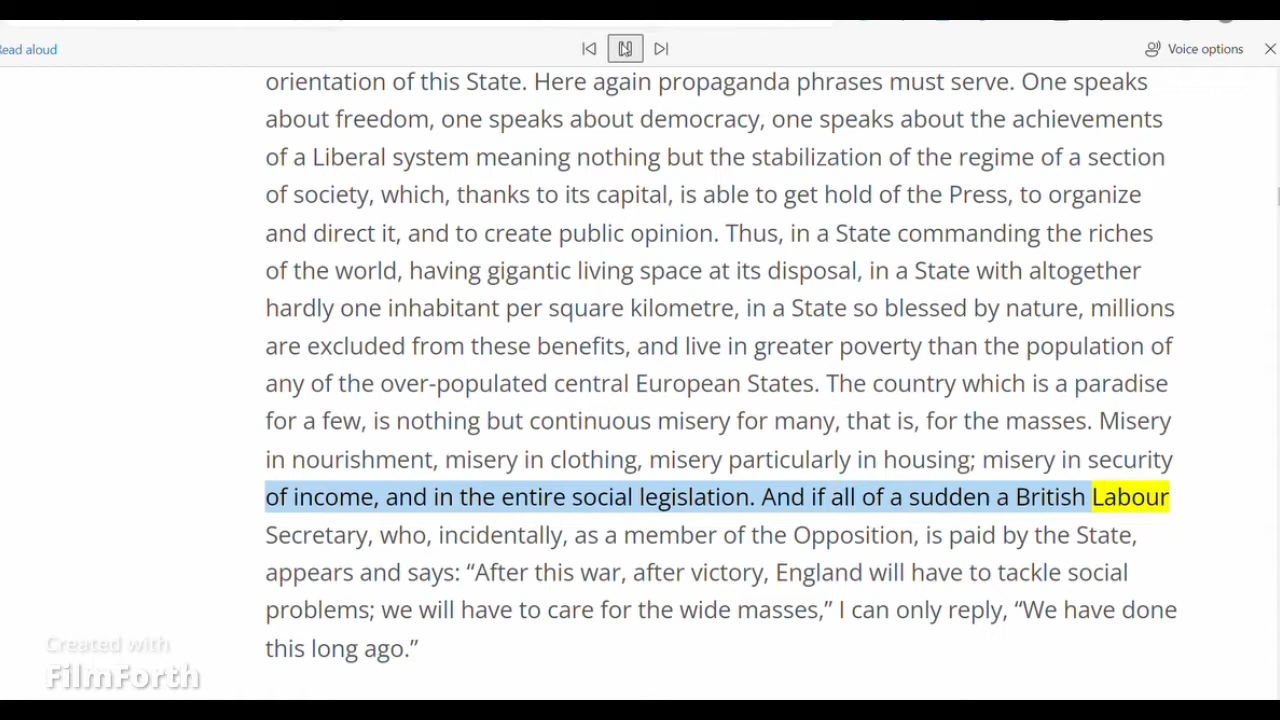 Read aloud
Voice options
orientation of this State. Here again propaganda phrases must serve. One speaks
about freedom, one speaks about democracy, one speaks about the achievements
of a Liberal system meaning nothing but the stabilization of the regime of a section
of society, which, thanks to its capital, is able to get hold of the Press, to organize
and direct it, and to create public opinion. Thus, in a State commanding the riches
of the world, having gigantic living space at its disposal, in a State with altogether
hardly one inhabitant per square kilometre, in a State so blessed by nature, millions
are excluded from these benefits, and live in greater poverty than the population of
any of the over-populated central European States. The country which is a paradise
for a few, is nothing but continuous misery for many, that is, for the masses. Misery
in nourishment, misery in clothing, misery particularly in housing; misery in security
of income, and in the entire social legislation. And if all of a sudden a British Labour
Secretary, who, incidentally, as a member of the Opposition, is paid by the State,
appears and says: “After this war, after victory, England will have to tackle social
problems; we will have to care for the wide masses,” I can only reply, “We have done
this long ago.”
Created with
FilmForth